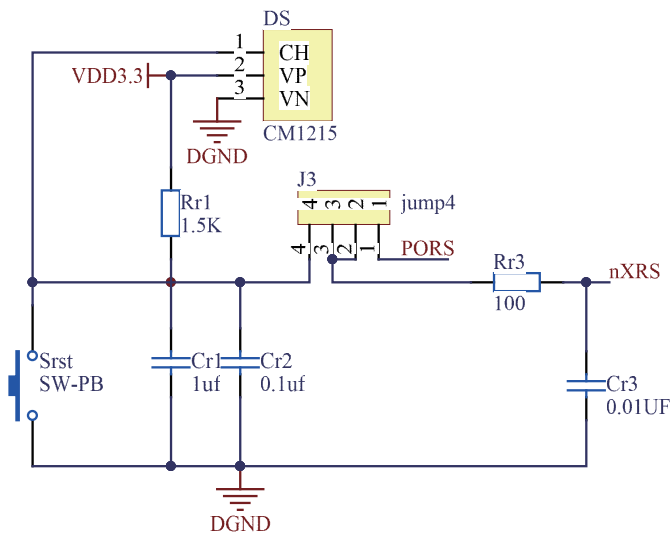 DS
1 CH
VDD3.3 2 VP
3 VN
DGND CM1215
J3
4 3 2 1 jump4
Rr1
1.5K
4 3 2 1 PORS
Rr3 nXRS
100
Srst Cr1 Cr2
SW-PB 1uf 0.1uf
Cr3
0.01UF
DGND